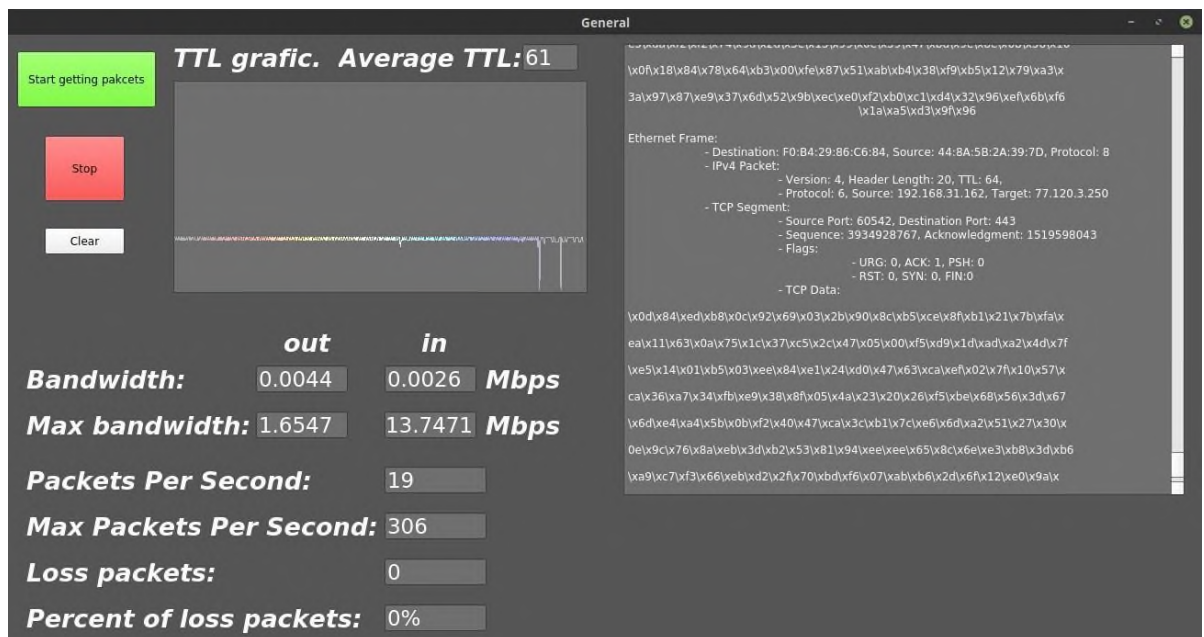 General
Start getting pakcets
Stop
Clear
TTL grafic. Average TTL: 61
out in
Bandwidth: 0.0044 0.0026 Mbps
Max bandwidth: 1.6547 13.7471 Mbps
Packets Per Second: 19
Max Packets Per Second: 306
Loss packets: 0
Percent of loss packets: 0%
\x0f\x18\x84\x78\x64\xb3\x00\xfe\x87\x51\xab\xb4\x38\xf9\xb5\x12\x79\xa3\x
3a\x97\x87\xe9\x37\x6d\x52\x9b\xec\xe0\xf2\xb0\xc1\xd4\x32\x96\xef\x6b\xf6
\x1a\xa5\xd3\x9f\x96
Ethernet Frame:
- Destination: F0:B4:29:86:C6:84, Source: 44:8A:5B:2A:39:7D, Protocol: 8
- IPv4 Packet:
- Version: 4, Header Length: 20, TTL: 64,
- Protocol: 6, Source: 192.168.31.162, Target: 77.120.3.250
- TCP Segment:
- Source Port: 60542, Destination Port: 443
- Sequence: 3934928767, Acknowledgment: 1519598043
- Flags:
- URG: 0, ACK: 1, PSH: 0
- RST: 0, SYN: 0, FIN:0
- TCP Data:
\x0d\x84\xed\xb8\x0c\x92\x69\x03\x2b\x90\x8c\xb5\xce\x8f\xb1\x21\x7b\xfa\x
ea\x11\x63\x0a\x75\x1c\x37\xc5\x2c\x47\x05\x00\xf5\xd9\x1d\xad\xa2\x4d\x7f
\xe5\x14\x01\xb5\x03\xee\x84\xe1\x24\xd0\x47\x63\xca\xef\x02\x7f\x10\x57\x
ca\x36\xa7\x34\xfb\xe9\x38\x8f\x05\x4a\x23\x20\x26\xf5\xbe\x68\x56\x3d\x67
\x6d\xe4\xa4\x5b\x0b\xf2\x40\x47\xca\x3c\xb1\x7c\xe6\x6d\xa2\x51\x27\x30\x
0e\x9c\x76\x8a\xeb\x3d\xb2\x53\x81\x94\xee\xee\x65\x8c\x6e\xe3\xb8\x3d\xb6
\xa9\xc7\xf3\x66\xeb\xd2\x2f\x70\xbd\xf6\x07\xab\xb6\x2d\x6f\x12\xe0\x9a\x